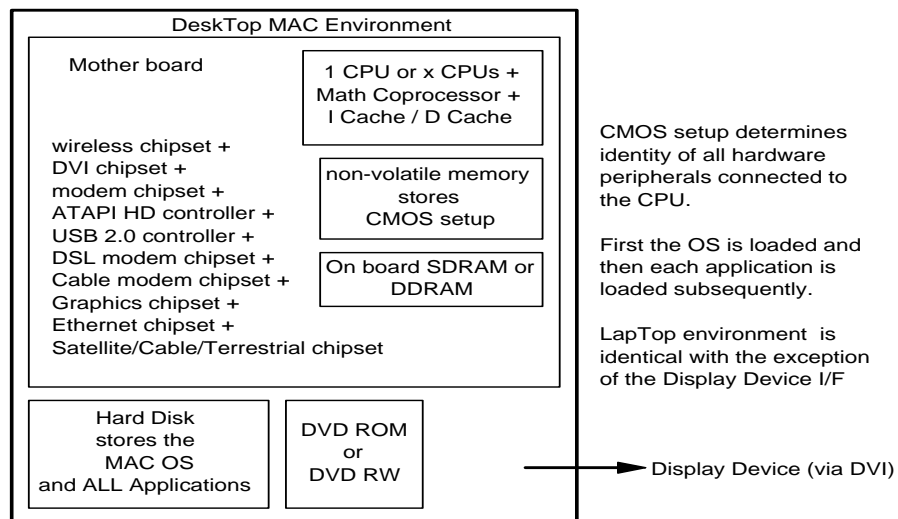 DeskTop MAC Environment
Mother board
1 CPU or x CPUs +
Math Coprocessor +
I Cache / D Cache
wireless chipset +
DVI chipset +
modem chipset +
ATAPI HD controller +
USB 2.0 controller +
DSL modem chipset +
Cable modem chipset +
Graphics chipset +
Ethernet chipset +
Satellite/Cable/Terrestrial chipset
non-volatile memory
stores
CMOS setup
On board SDRAM or
DDRAM
Hard Disk
stores the
MAC OS
and ALL Applications
DVD ROM
or
DVD RW
CMOS setup determines
identity of all hardware
peripherals connected to
the CPU.
First the OS is loaded and
then each application is
loaded subsequently.
LapTop environment is
identical with the exception
of the Display Device I/F
Display Device (via DVI)